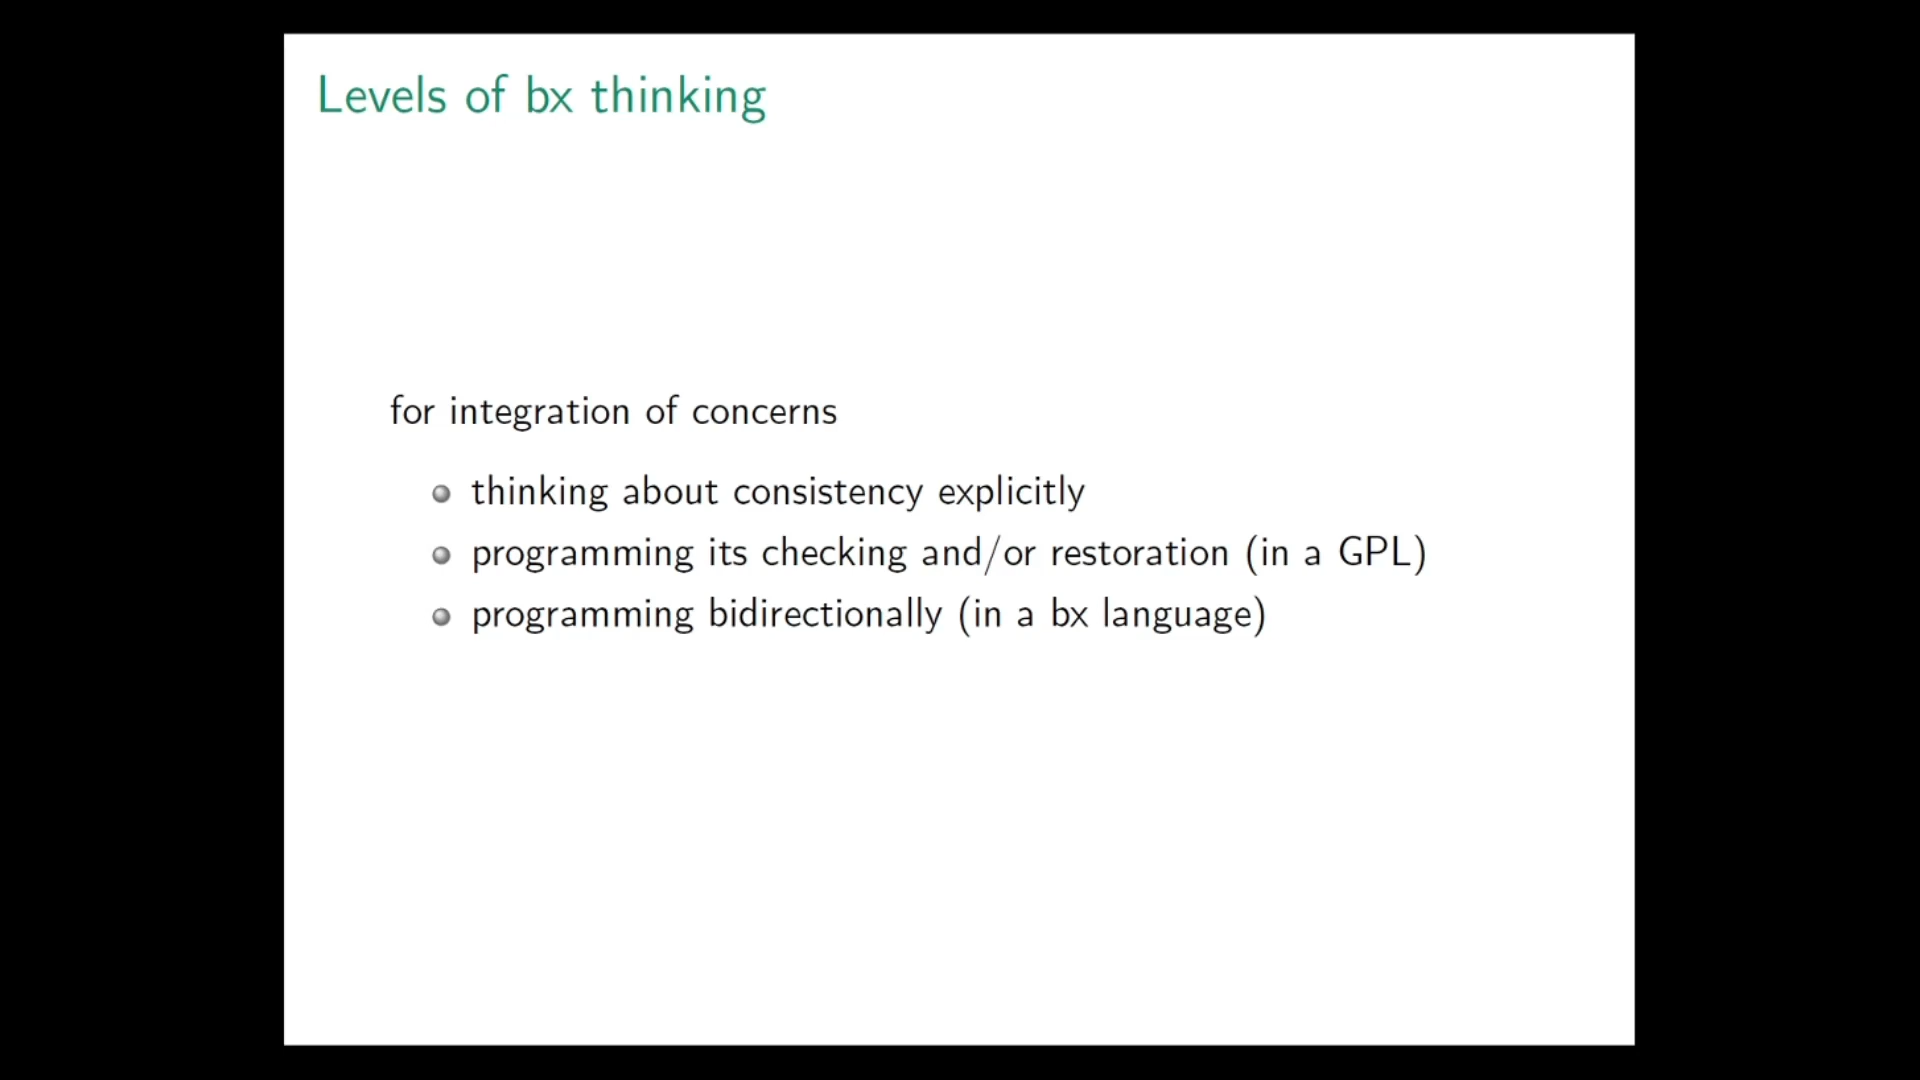 Levels of bx thinking
for integration of concerns
thinking about consistency explicitly
programming its checking and/or restoration (in a GPL)
programming bidirectionally (in a bx language)